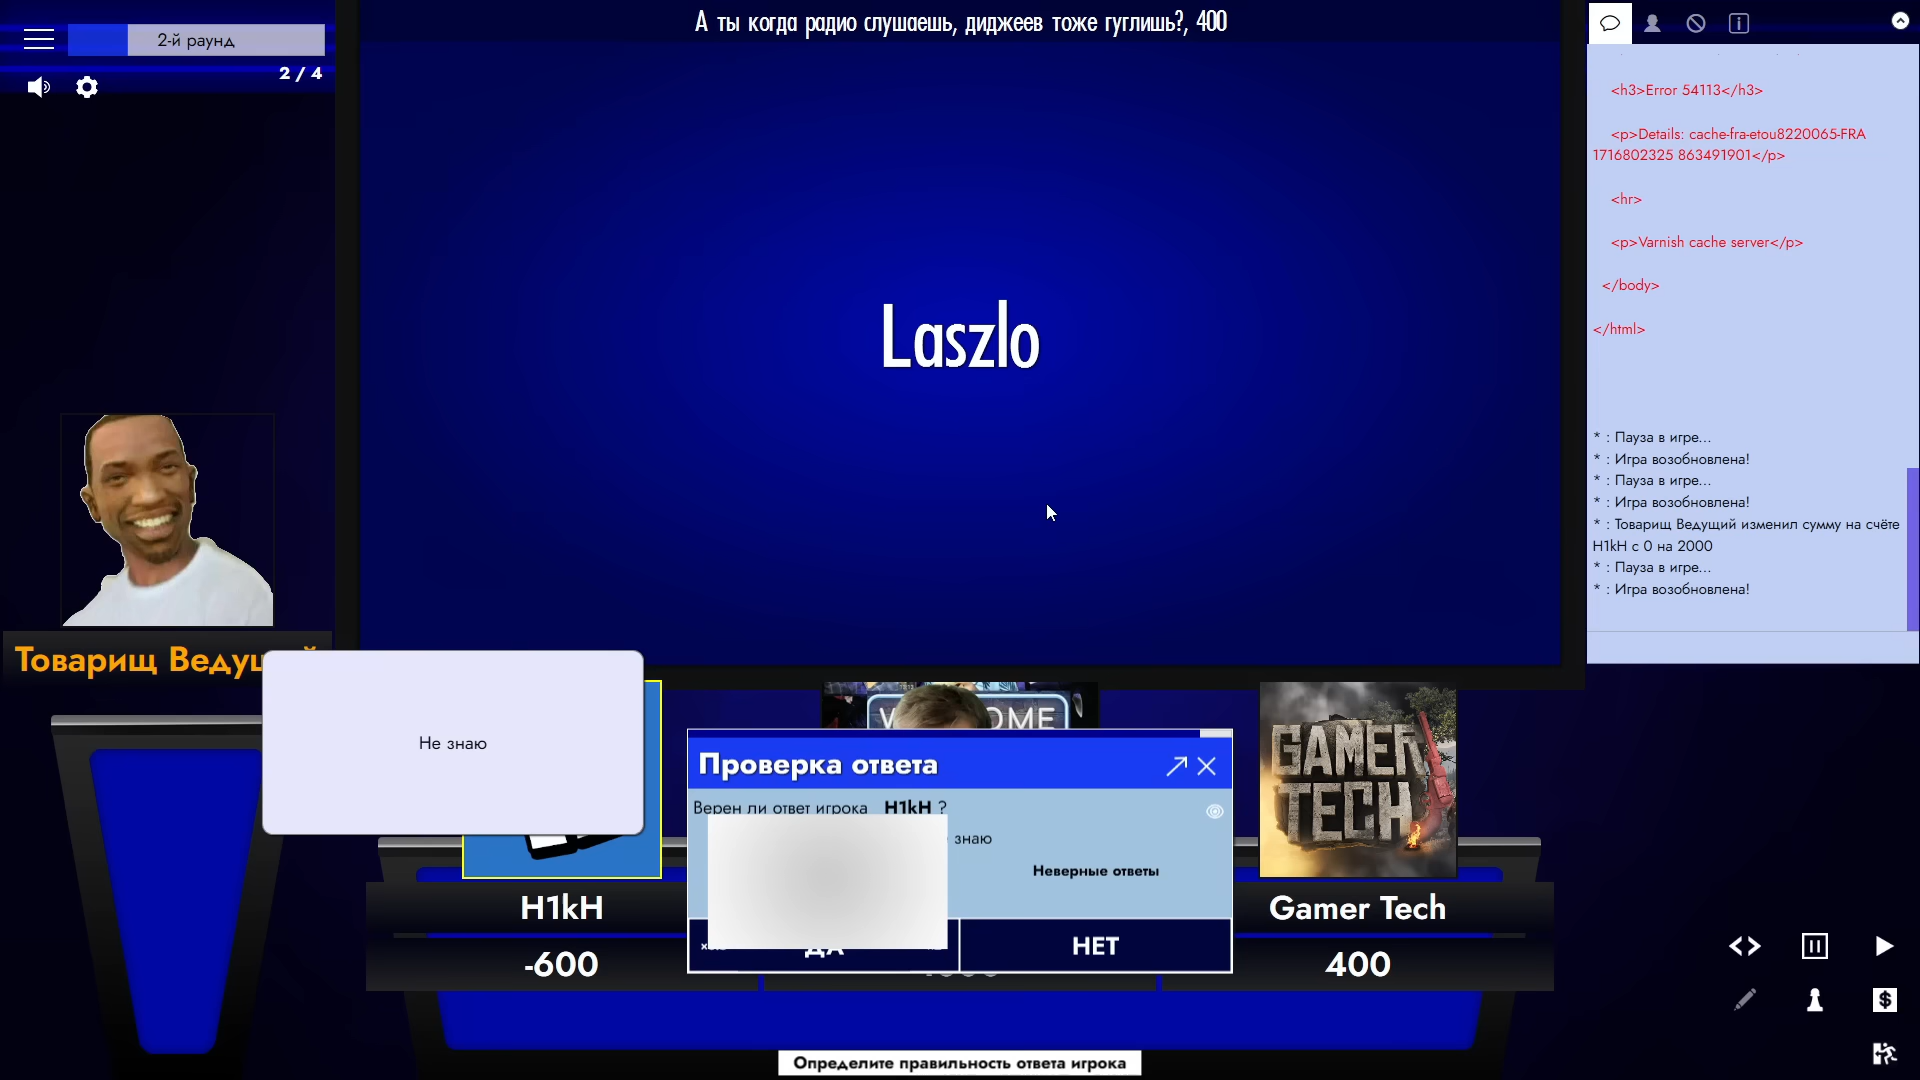 А ты когда радио слушаешь, диджеев тоже гуглишь?, 400
2-й раунд
2 / 4
Laszlo
<h3>Error 54113</h3>
<p>Details: cache-fra-etou8220065-FRA
1716802325 863491901</p>
<hr>
<p>Varnish cache server</p>
</body>
</html>
* : Пауза в игре...
* : Игра возобновлена!
* : Пауза в игре...
* : Игра возобновлена!
* : Товарищ Ведущий изменил сумму на счёте
H1kH с 0 на 2000
* : Пауза в игре...
* : Игра возобновлена!
Товарищ
Не знаю
Проверка ответа
Верен ли ответ игрока H1kH ?
знаю
Неверные ответы
ДА
НЕТ
GAMER
TECH
H1kH
Gamer Tech
-600
400
Определите правильность ответа игрока